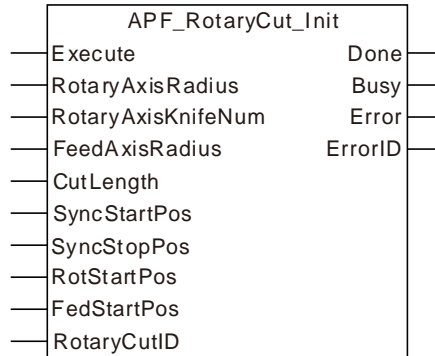 APF_RotaryCut_Init
Execute Done
RotaryAxisRadius Busy
RotaryAxisKnifeNum Error
FeedAxisRadius ErrorID
CutLength
SyncStartPos
SyncStopPos
RotStartPos
FedStartPos
RotaryCutID